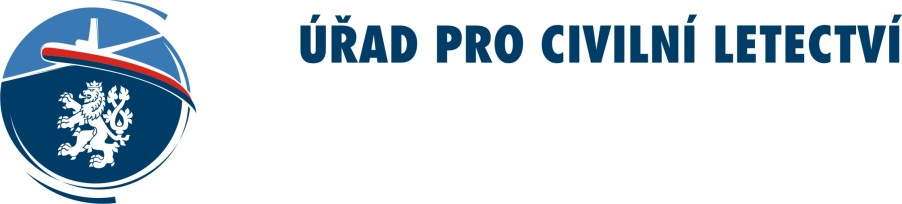 ÚŘAD PRO CIVILNÍ LETECTVÍ